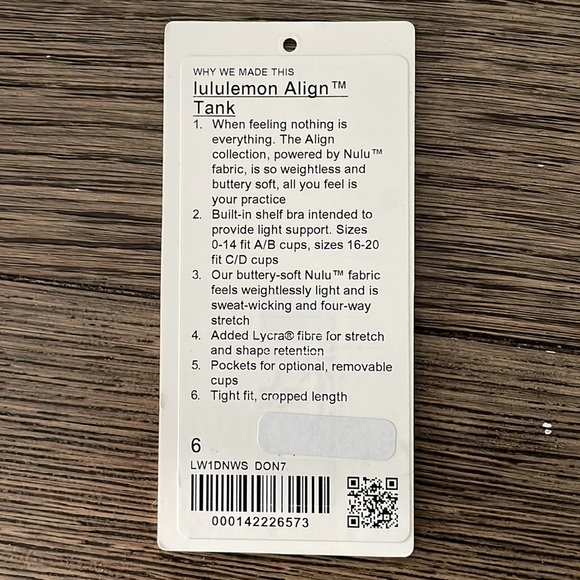 WHY WE MADE THIS
lululemon Align™
Tank
1. When feeling nothing is
everything. The Align
collection, powered by Nulu™
fabric, is so weightless and
buttery soft, all you feel is
your practice
2. Built-in shelf bra intended to
provide light support. Sizes
0-14 fit A/B cups, sizes 16-20
fit C/D cups
3. Our buttery-soft Nulu™ fabric
feels weightlessly light and is
sweat-wicking and four-way
stretch
4. Added Lycra® fibre for stretch
and shape retention
5. Pockets for optional, removable
cups
6. Tight fit, cropped length
6
LW1DNWS DON7
000142226573